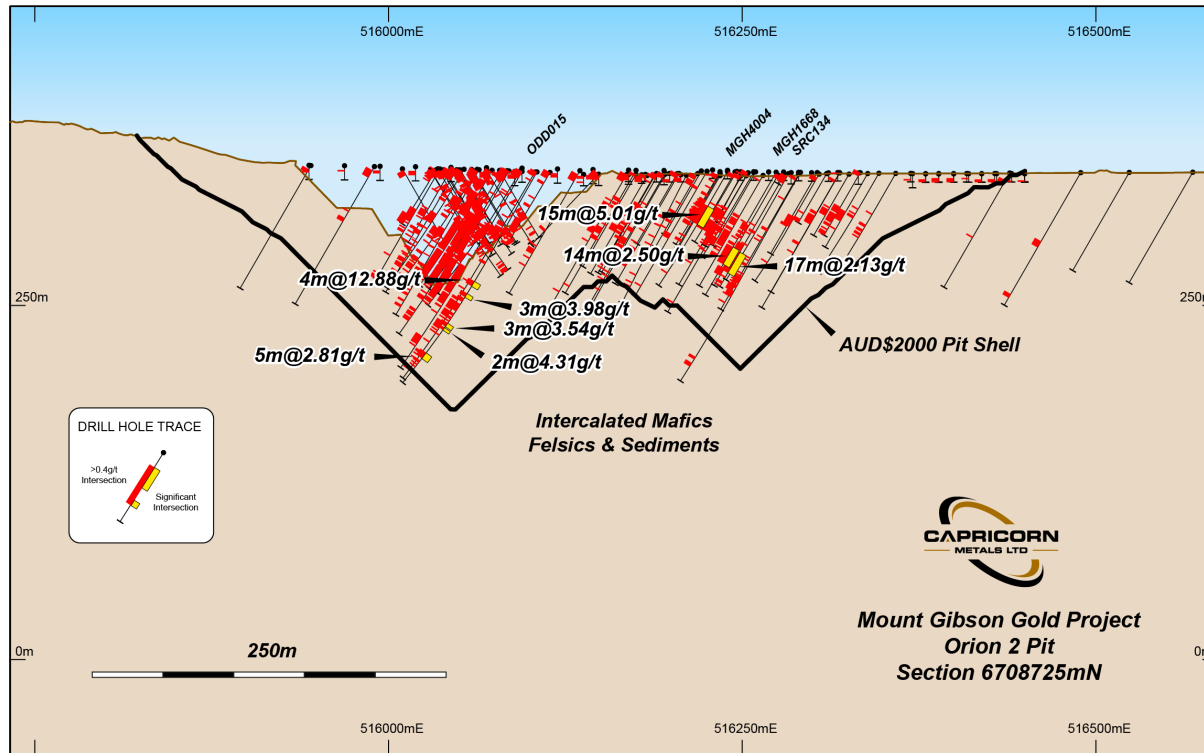 516000mE
516250mE
516500mE
ODD015
MGH4004
MGH1668
SRC134
15m@5.01g/t
14m@2.50g/t
17m@2.13g/t
4m@12.88g/t
3m@3.98g/t
3m@3.54g/t
2m@4.31g/t
5m@2.81g/t
250m
250
AUD$2000 Pit Shell
Intercalated Mafics
Felsics & Sediments
DRILL HOLE TRACE
>0.4g/t
Intersection
Significant
Intersection
CAPRICORN
METALS LTD
Mount Gibson Gold Project
Orion 2 Pit
Section 6708725mN
0m
250m
516000mE
516250mE
516500mE